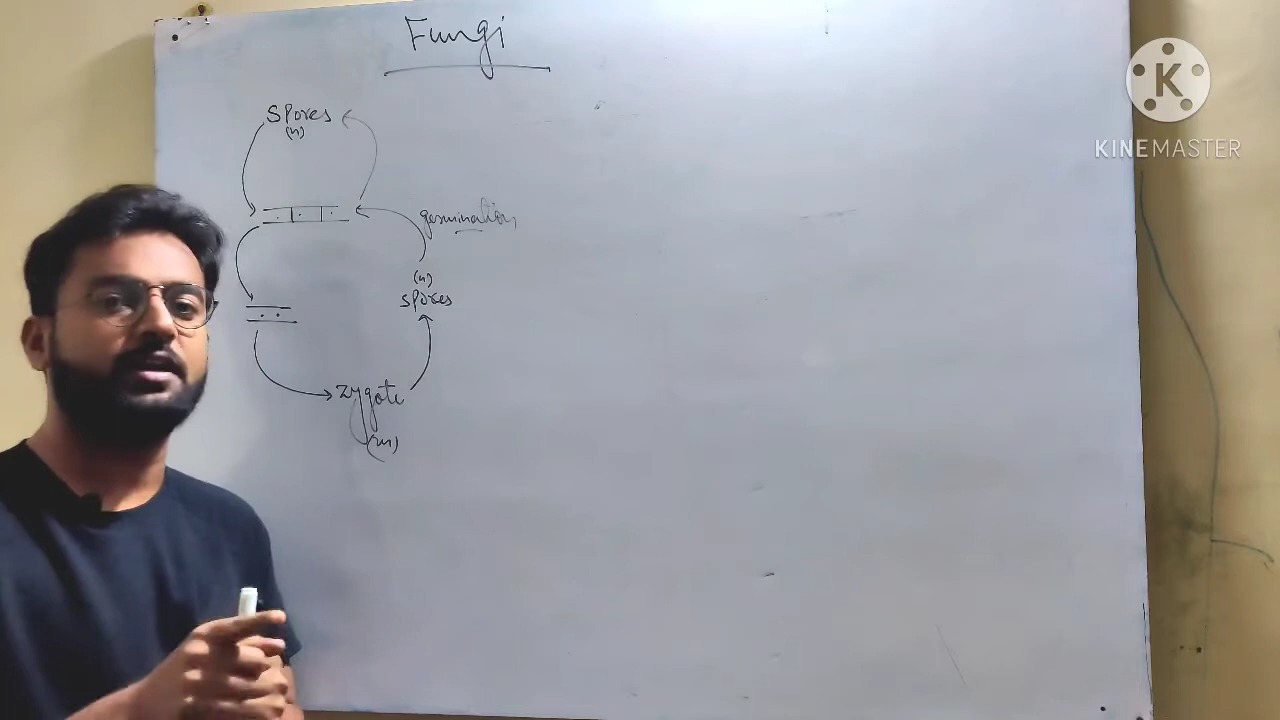 Fungi
Spores
(n)
germination
(n)
spores
zygote
(2n)
K
KINEMASTER